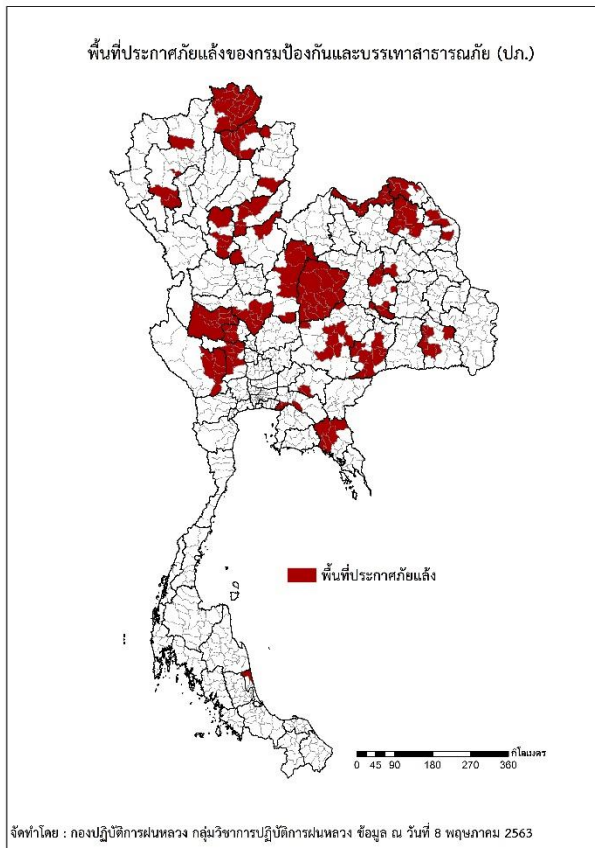 พื้นที่ประกาศภัยแล้งของกรมป้องกันและบรรเทาสาธารณภัย (ปภ.)
พื้นที่ประกาศภัยแล้ง
กิโลเมตร
0 45 90 180 270 360
จัดทำโดย : กองปฏิบัติการฝนหลวง กลุ่มวิชาการปฏิบัติการฝนหลวง ข้อมูล ณ วันที่ 8 พฤษภาคม 2563